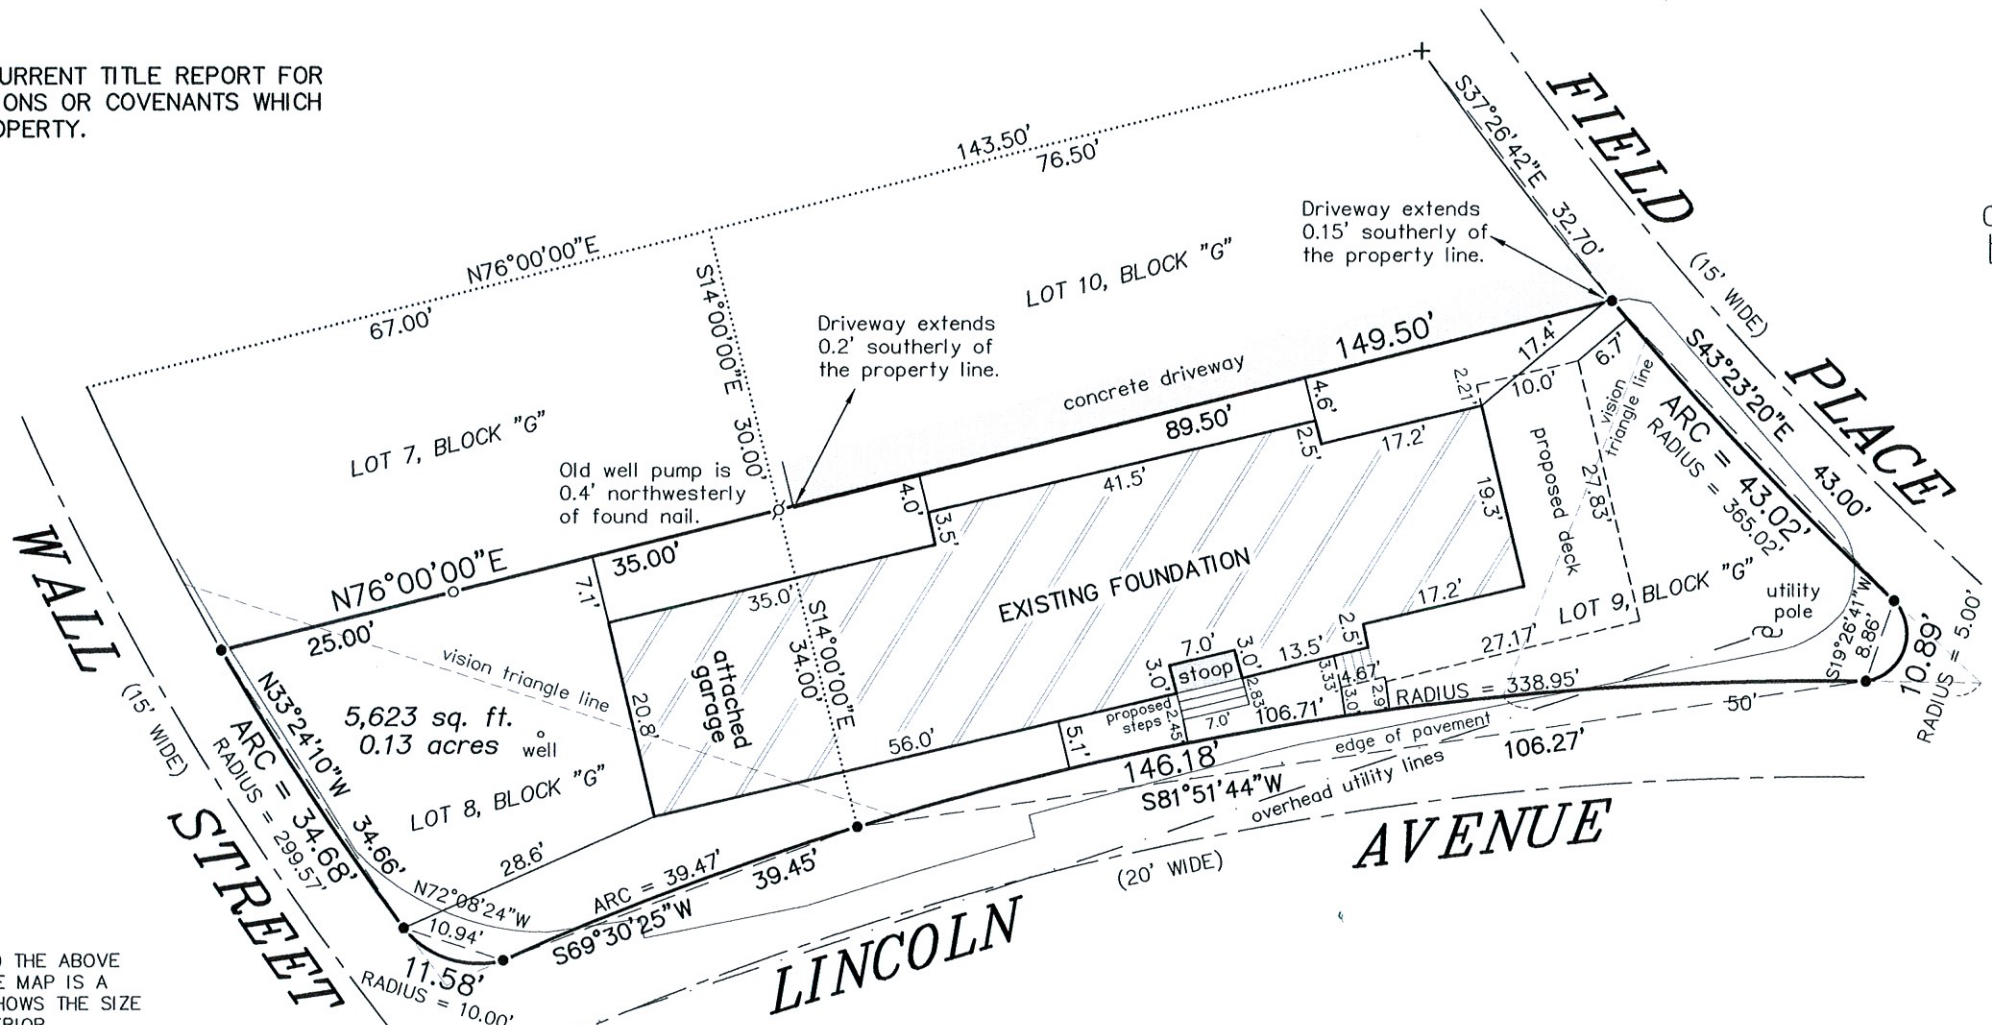 URRENT TITLE REPORT FOR
ONS OR COVENANTS WHICH
OPERTY.
143.50'
76.50'
N76°00'00"E
67.00'
S14°00'00"E 30.00'
S37°26'42"E 32.70'
FIELD PLACE
(15' WIDE)
LOT 10, BLOCK "G"
LOT 7, BLOCK "G"
Driveway extends
0.15' southerly of
the property line.
Driveway extends
0.2' southerly of
the property line.
Old well pump is
0.4' northwesterly
of found nail.
concrete driveway
149.50'
89.50'
35.00'
N76°00'00"E
25.00'
17.4'
6.7'
10.0'
2.21'
4.6'
2.5'
17.2'
41.5'
4.0'
3.5'
7.1'
35.0'
S14°00'00"E
34.00'
vision
triangle line
ARC = 43.02'
RADIUS = 365.02'
S43°23'20"E 43.00'
proposed deck
27.83'
19.3'
EXISTING FOUNDATION
LOT 9, BLOCK "G"
utility
pole
S19°26'41"W
8.86'
10.89'
RADIUS = 5.00'
17.2'
2.5'
27.17'
13.5'
7.0'
3.0'
3.0'
stoop
3.33'
4.67'
3.0'
2.9'
2.83'
proposed
steps
2.45'
7.0'
106.71'
RADIUS = 338.95'
50'
edge of pavement
106.27'
146.18'
S81°51'44"W
overhead utility lines
5.1'
56.0'
attached
garage
20.8'
vision triangle line
5,623 sq. ft.
0.13 acres
well
LOT 8, BLOCK "G"
WALL STREET
(15' WIDE)
N33°24'10"W 34.66'
ARC = 34.68'
RADIUS = 299.57'
28.6'
N72°08'24"W
10.94'
11.58'
RADIUS = 10.00'
ARC = 39.47'
39.45'
S69°30'25"W
LINCOLN AVENUE
(20' WIDE)
THE ABOVE
MAP IS A
HOWS THE SIZE